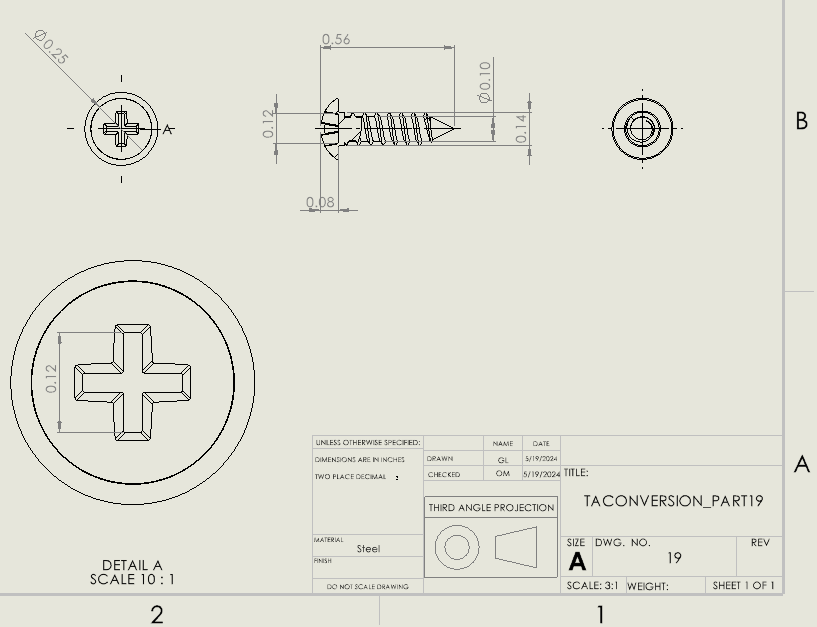 Ø0.25
A
0.56
Ø0.10
0.12
0.14
0.08
B
0.12
DETAIL A
SCALE 10 : 1
A
UNLESS OTHERWISE SPECIFIED:
DIMENSIONS ARE IN INCHES
TWO PLACE DECIMAL
NAME DATE
DRAWN GL 5/19/2024
CHECKED OM 5/19/2024
THIRD ANGLE PROJECTION
MATERIAL
Steel
FINISH
DO NOT SCALE DRAWING
TITLE:
TACONVERSION_PART19
SIZE DWG. NO. REV
A 19
SCALE: 3:1 WEIGHT: SHEET 1 OF 1
2 1